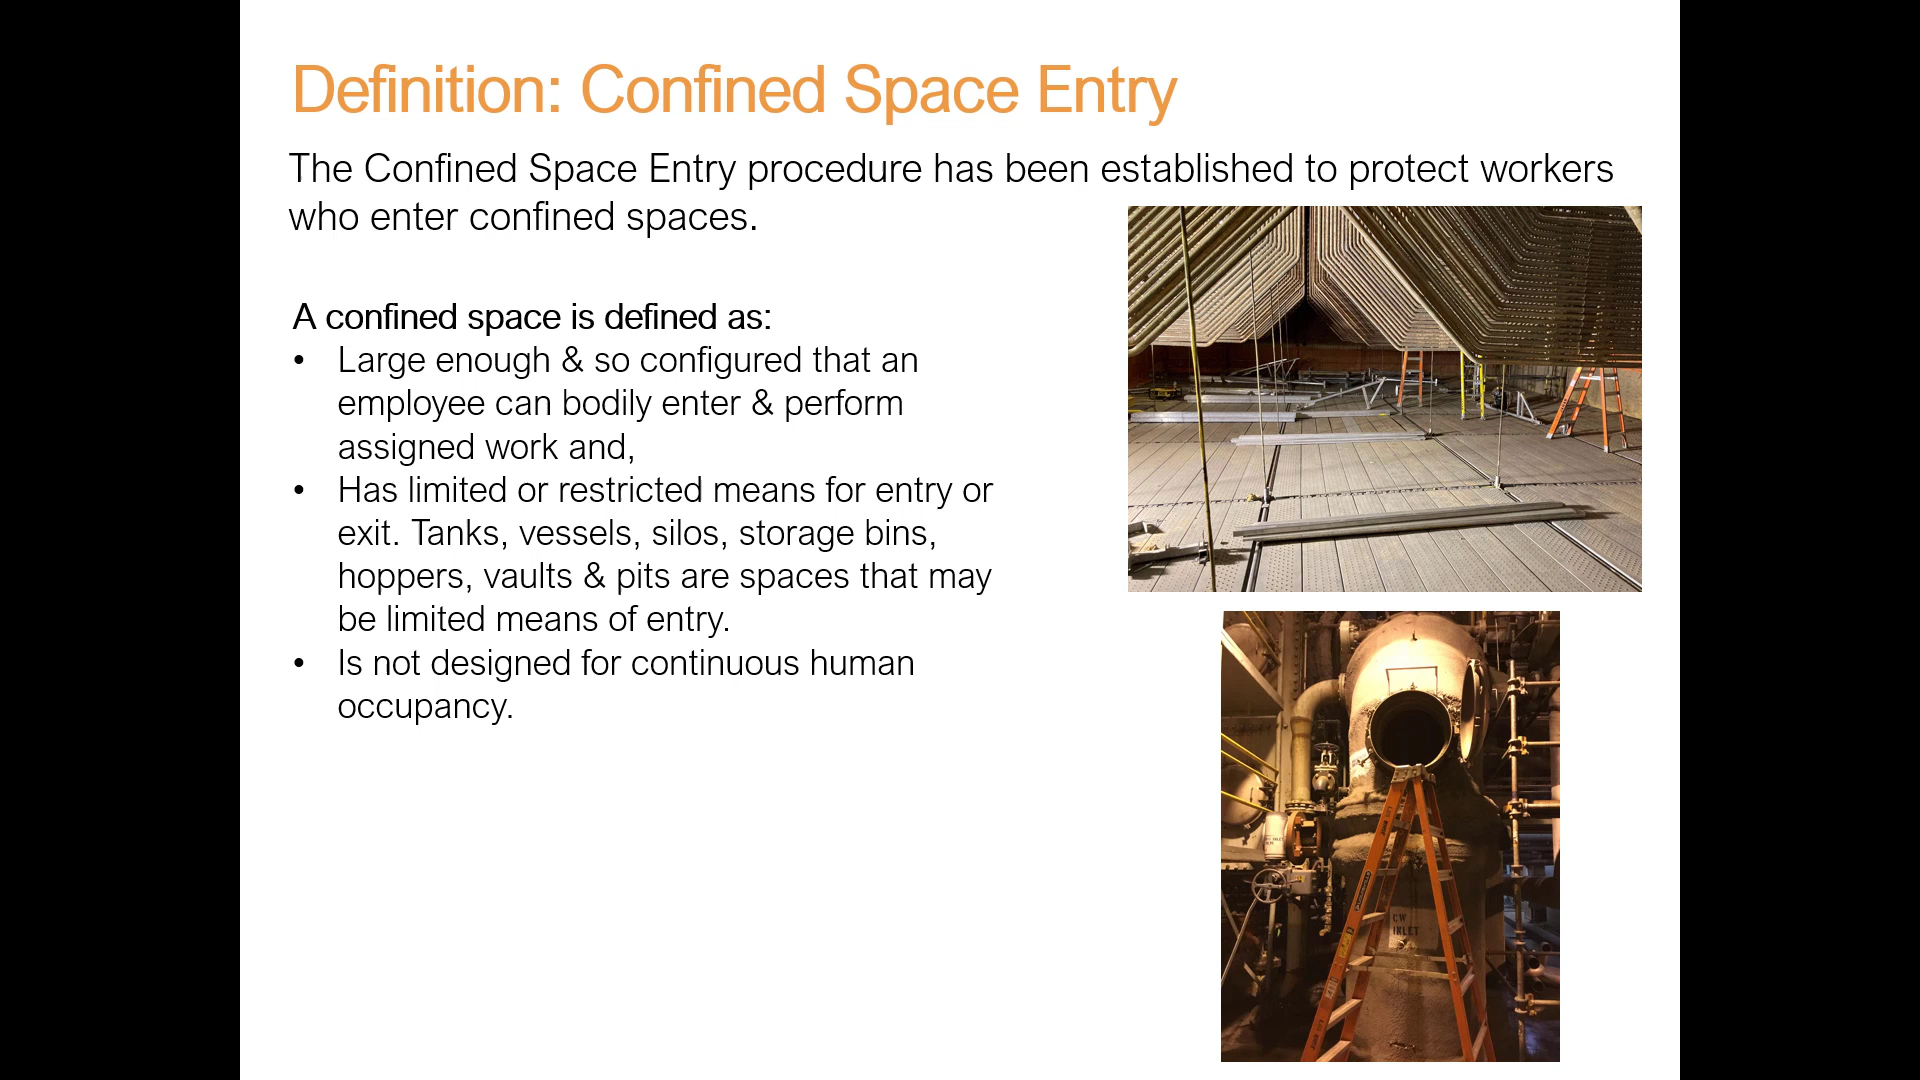 Definition: Confined Space Entry
The Confined Space Entry procedure has been established to protect workers
who enter confined spaces.
A confined space is defined as:
• Large enough & so configured that an
employee can bodily enter & perform
assigned work and,
• Has limited or restricted means for entry or
exit. Tanks, vessels, silos, storage bins,
hoppers, vaults & pits are spaces that may
be limited means of entry.
• Is not designed for continuous human
occupancy.
CW
INLET